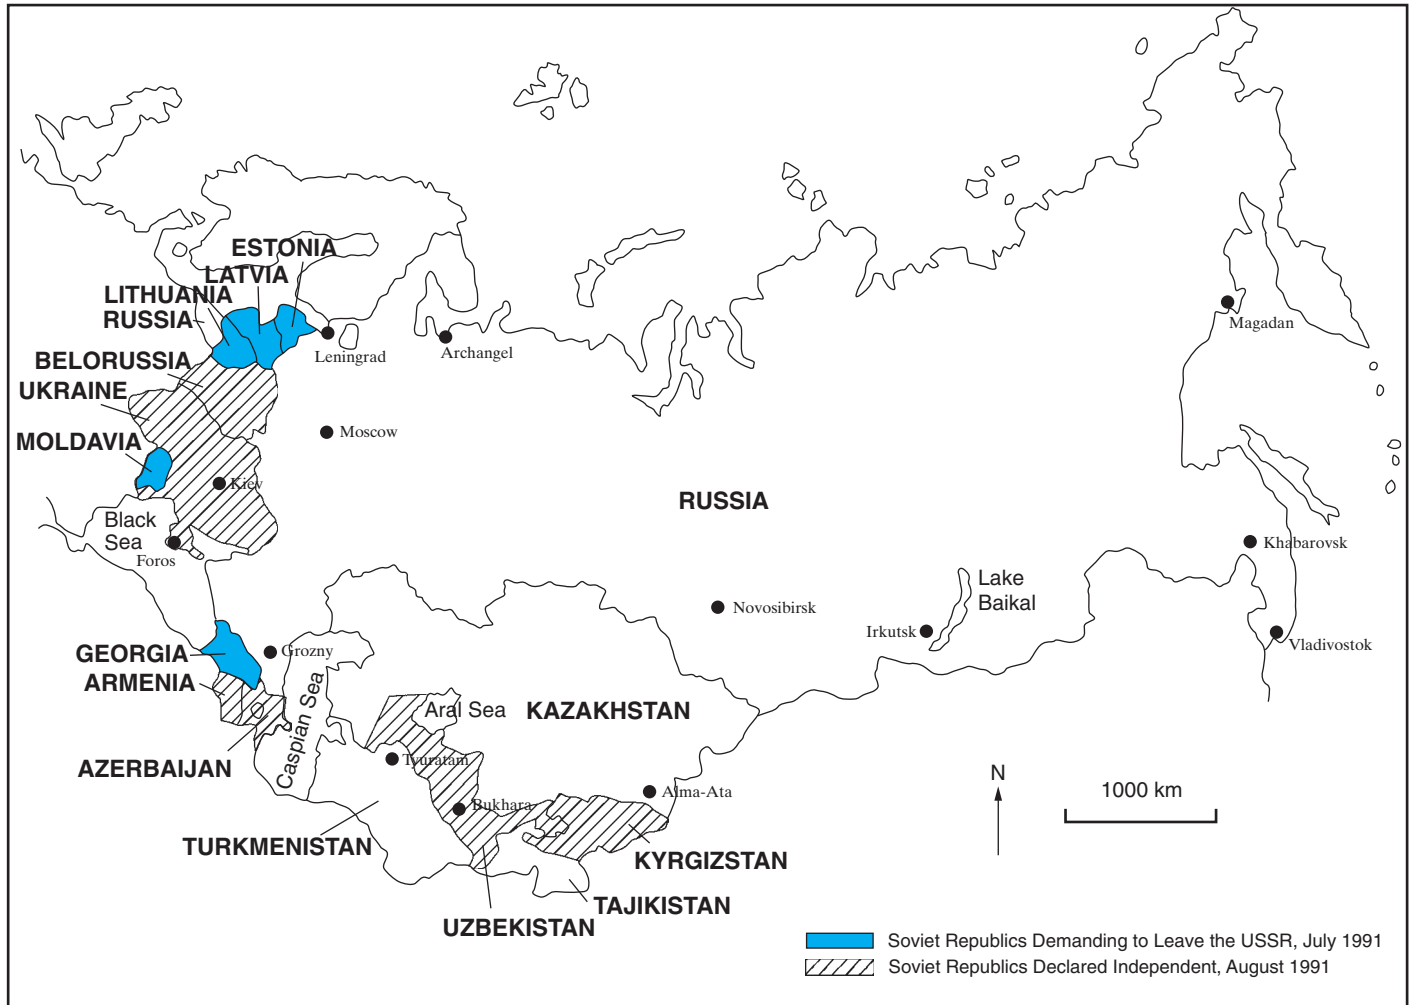 ESTONIA
LATVIA
LITHUANIA
RUSSIA
BELORUSSIA
UKRAINE
MOLDAVIA
Leningrad
Archangel
Magadan
Moscow
Kiev
RUSSIA
Black
Sea
Foros
Khabarovsk
Lake
Baikal
Novosibirsk
Irkutsk
Vladivostok
GEORGIA
Grozny
ARMENIA
Caspian Sea
Aral Sea
KAZAKHSTAN
AZERBAIJAN
Tyuratam
Alma-Ata
Bukhara
N
1000 km
TURKMENISTAN
KYRGIZSTAN
TAJIKISTAN
UZBEKISTAN
Soviet Republics Demanding to Leave the USSR, July 1991
Soviet Republics Declared Independent, August 1991